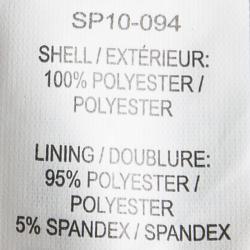 SP10-094
SHELL / EXTÉRIEUR:
100% POLYESTER /
POLYESTER
LINING / DOUBLURE:
95% POLYESTER /
POLYESTER
5% SPANDEX / SPANDEX